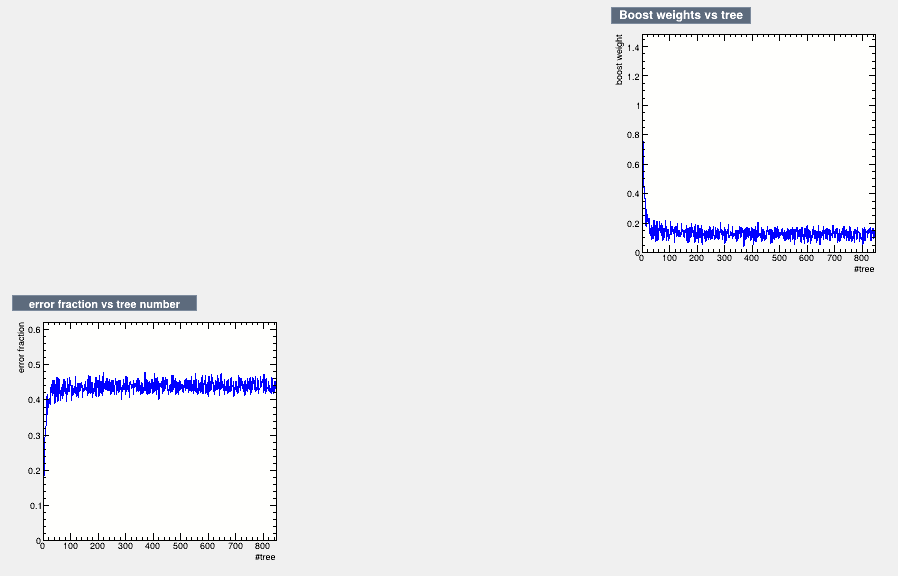 Boost weights vs tree
boost weight
1.4
1.2
1
0.8
0.6
0.4
0.2
0
0 100 200 300 400 500 600 700 800
#tree
error fraction vs tree number
error fraction
0.6
0.5
0.4
0.3
0.2
0.1
0
0 100 200 300 400 500 600 700 800
#tree